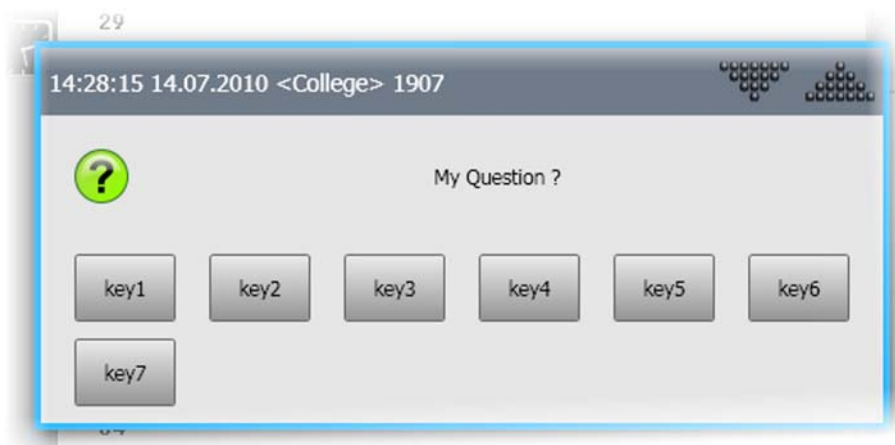 29
14:28:15 14.07.2010 <College> 1907
?
My Question ?
key1 key2 key3 key4 key5 key6
key7